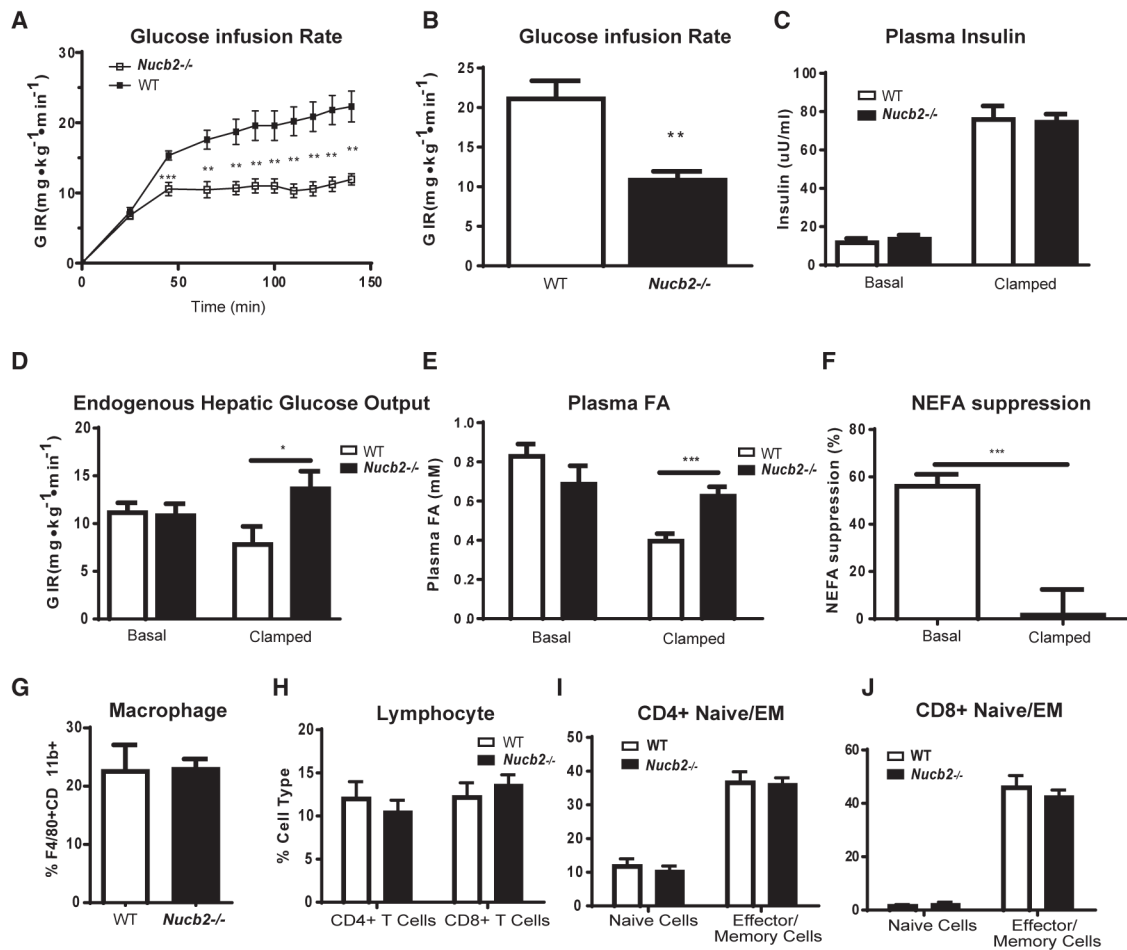 A
Glucose infusion Rate
GIR(mg•kg-1•min-1)
30
20
10
0
Nucb2-/-
WT
***
**
**
**
**
**
**
**
**
0
50
100
150
Time (min)
B
Glucose infusion Rate
GIR(mg•kg-1•min-1)
25
20
15
10
5
0
**
WT
Nucb2-/-
C
Plasma Insulin
Insulin (uU/ml)
100
80
60
40
20
0
WT
Nucb2-/-
Basal
Clamped
D
Endogenous Hepatic Glucose Output
GIR(mg•kg-1•min-1)
20
15
10
5
0
*
WT
Nucb2-/-
Basal
Clamped
E
Plasma FA
Plasma FA (mM)
1.0
0.8
0.6
0.4
0.2
0.0
***
WT
Nucb2-/-
Basal
Clamped
F
NEFA suppression
NEFA suppression (%)
80
60
40
20
0
***
Basal
Clamped
G
Macrophage
% F4/80+CD 11b+
30
20
10
0
WT
Nucb2-/-
H
Lymphocyte
% Cell Type
20
15
10
5
0
WT
Nucb2-/-
CD4+ T Cells
CD8+ T Cells
I
CD4+ Naive/EM
50
40
30
20
10
0
WT
Nucb2-/-
Naive Cells
Effector/
Memory Cells
J
CD8+ Naive/EM
60
40
20
0
WT
Nucb2-/-
Naive Cells
Effector/
Memory Cells